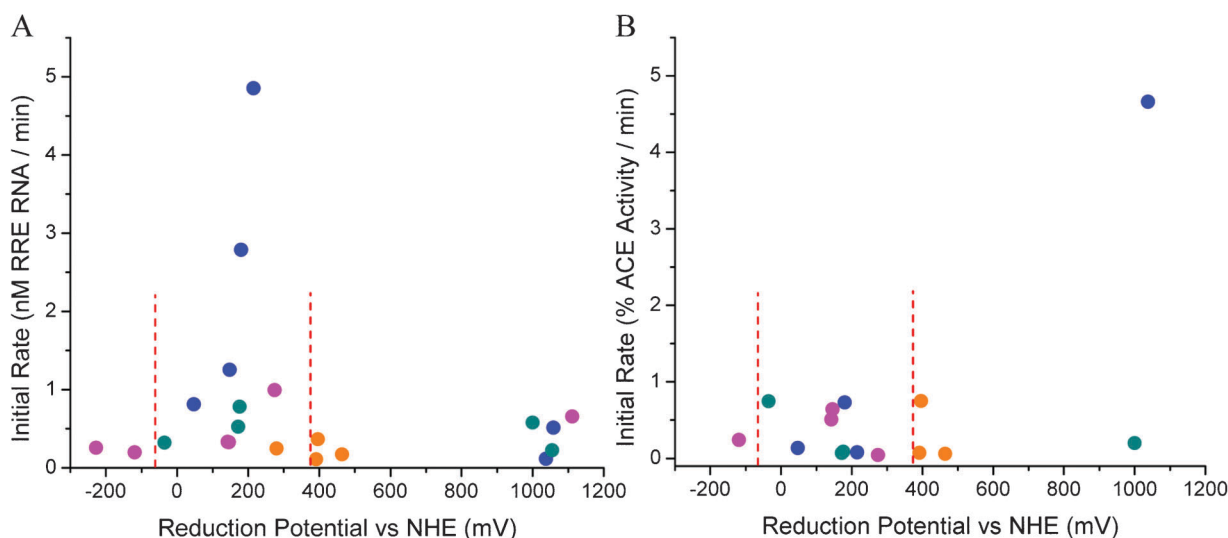 A
Initial Rate (nM RRE RNA / min)
5
4
3
2
1
0
-200 0 200 400 600 800 1000 1200
Reduction Potential vs NHE (mV)
B
Initial Rate (% ACE Activity / min)
5
4
3
2
1
0
-200 0 200 400 600 800 1000 1200
Reduction Potential vs NHE (mV)